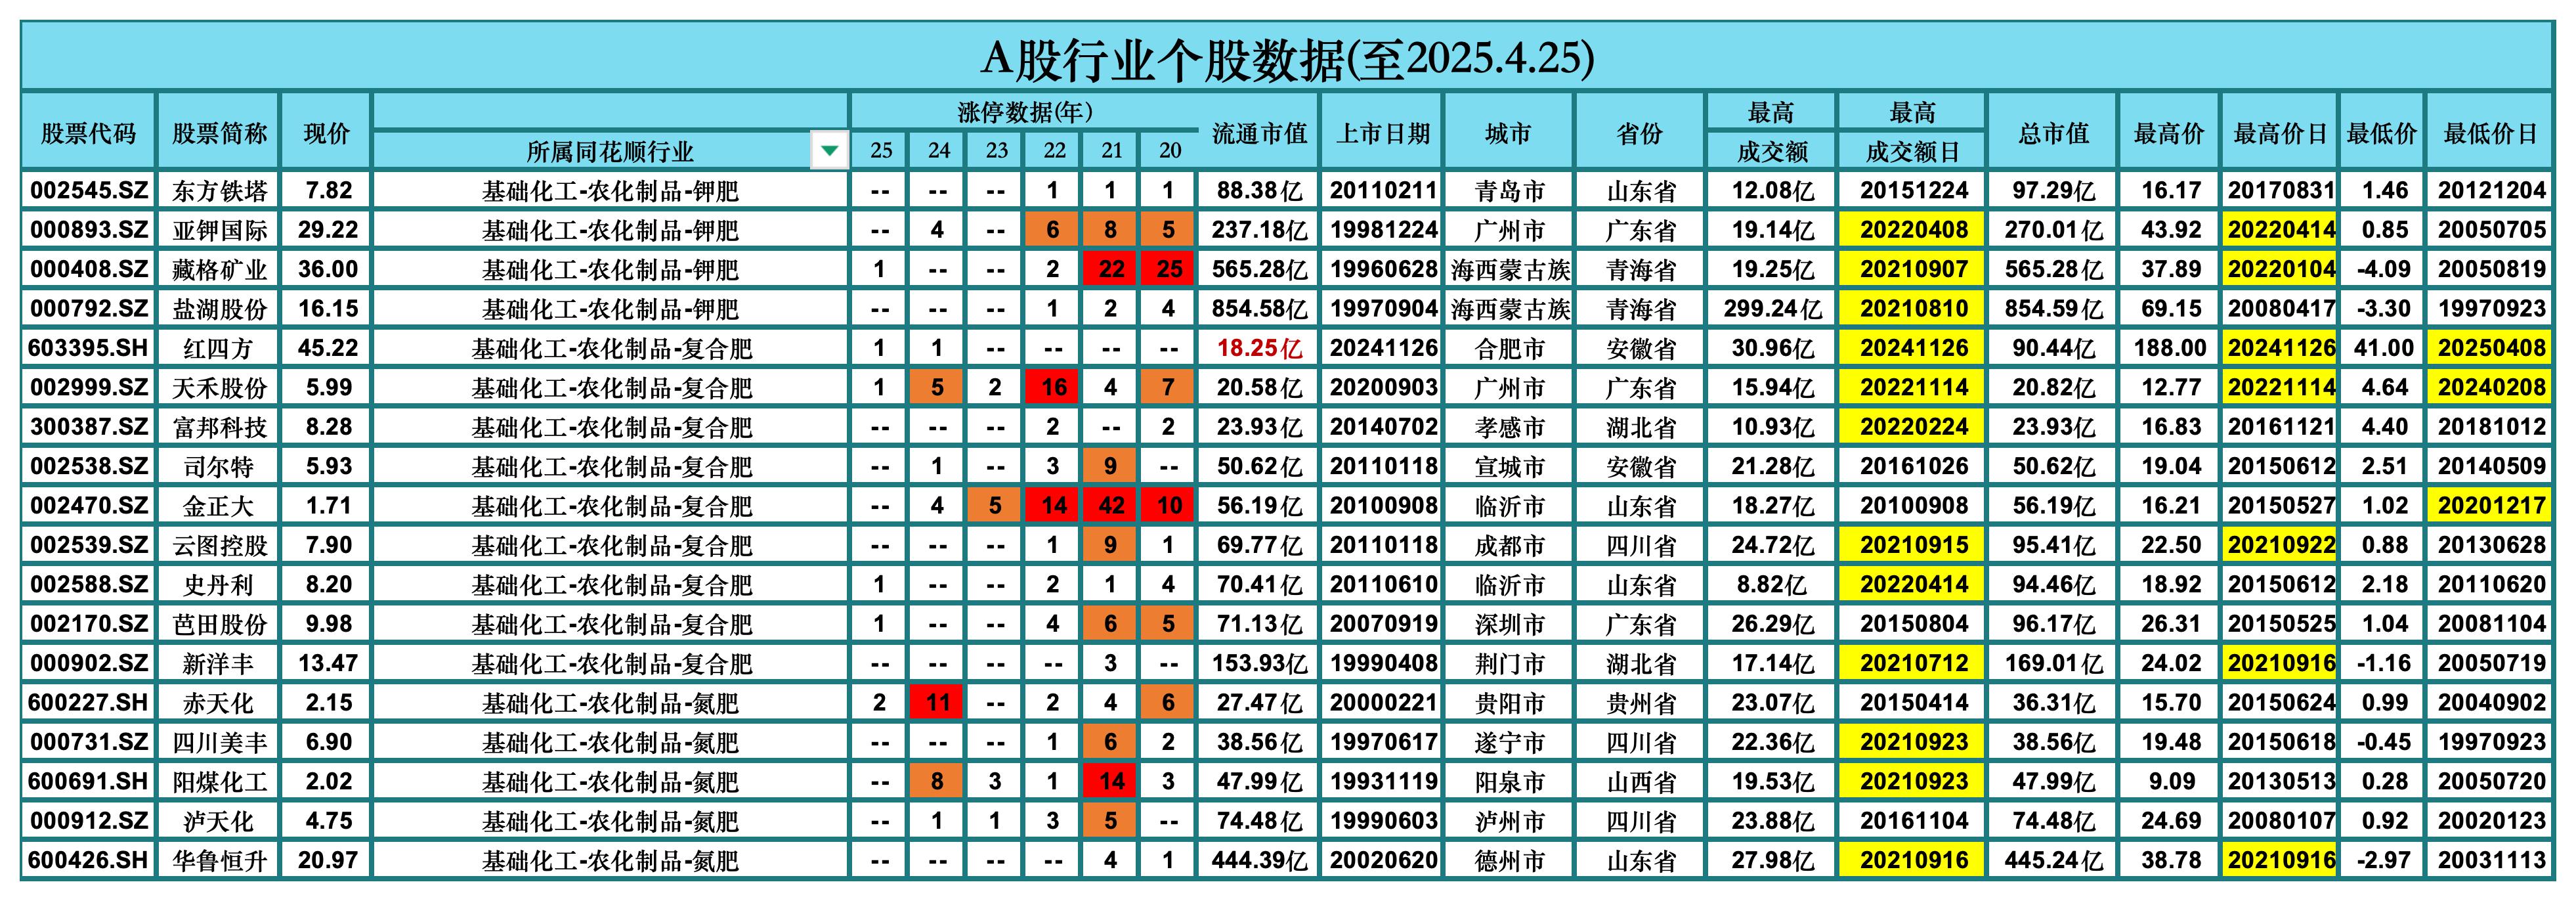 A股行业个股数据(至2025.4.25)
股票代码 股票简称 现价 所属同花顺行业 涨停数据(年) 流通市值 上市日期 城市 省份 最高 最高 总市值 最高价 最高价日 最低价 最低价日
25 24 23 22 21 20 成交额 成交额日
002545.SZ 东方铁塔 7.82 基础化工-农化制品-钾肥 -- -- -- 1 1 1 88.38亿 20110211 青岛市 山东省 12.08亿 20151224 97.29亿 16.17 20170831 1.46 20121204
000893.SZ 亚钾国际 29.22 基础化工-农化制品-钾肥 -- 4 -- 6 8 5 237.18亿 19981224 广州市 广东省 19.14亿 20220408 270.01亿 43.92 20220414 0.85 20050705
000408.SZ 藏格矿业 36.00 基础化工-农化制品-钾肥 1 -- -- 2 22 25 565.28亿 19960628 海西蒙古族 青海省 19.25亿 20210907 565.28亿 37.89 20220104 -4.09 20050819
000792.SZ 盐湖股份 16.15 基础化工-农化制品-钾肥 -- -- -- 1 2 4 854.58亿 19970904 海西蒙古族 青海省 299.24亿 20210810 854.59亿 69.15 20080417 -3.30 19970923
603395.SH 红四方 45.22 基础化工-农化制品-复合肥 1 1 -- -- -- -- 18.25亿 20241126 合肥市 安徽省 30.96亿 20241126 90.44亿 188.00 20241126 41.00 20250408
002999.SZ 天禾股份 5.99 基础化工-农化制品-复合肥 1 5 2 16 4 7 20.58亿 20200903 广州市 广东省 15.94亿 20221114 20.82亿 12.77 20221114 4.64 20240208
300387.SZ 富邦科技 8.28 基础化工-农化制品-复合肥 -- -- -- 2 -- 2 23.93亿 20140702 孝感市 湖北省 10.93亿 20220224 23.93亿 16.83 20161121 4.40 20181012
002538.SZ 司尔特 5.93 基础化工-农化制品-复合肥 -- 1 -- 3 9 -- 50.62亿 20110118 宣城市 安徽省 21.28亿 20161026 50.62亿 19.04 20150612 2.51 20140509
002470.SZ 金正大 1.71 基础化工-农化制品-复合肥 -- 4 5 14 42 10 56.19亿 20100908 临沂市 山东省 18.27亿 20100908 56.19亿 16.21 20150527 1.02 20201217
002539.SZ 云图控股 7.90 基础化工-农化制品-复合肥 -- -- -- 1 9 1 69.77亿 20110118 成都市 四川省 24.72亿 20210915 95.41亿 22.50 20210922 0.88 20130628
002588.SZ 史丹利 8.20 基础化工-农化制品-复合肥 1 -- -- 2 1 4 70.41亿 20110610 临沂市 山东省 8.82亿 20220414 94.46亿 18.92 20150612 2.18 20110620
002170.SZ 芭田股份 9.98 基础化工-农化制品-复合肥 1 -- -- 4 6 5 71.13亿 20070919 深圳市 广东省 26.29亿 20150804 96.17亿 26.31 20150525 1.04 20081104
000902.SZ 新洋丰 13.47 基础化工-农化制品-复合肥 -- -- -- -- 3 -- 153.93亿 19990408 荆门市 湖北省 17.14亿 20210712 169.01亿 24.02 20210916 -1.16 20050719
600227.SH 赤天化 2.15 基础化工-农化制品-氮肥 2 11 -- 2 4 6 27.47亿 20000221 贵阳市 贵州省 23.07亿 20150414 36.31亿 15.70 20150624 0.99 20040902
000731.SZ 四川美丰 6.90 基础化工-农化制品-氮肥 -- -- -- 1 6 2 38.56亿 19970617 遂宁市 四川省 22.36亿 20210923 38.56亿 19.48 20150618 -0.45 19970923
600691.SH 阳煤化工 2.02 基础化工-农化制品-氮肥 -- 8 3 1 14 3 47.99亿 19931119 阳泉市 山西省 19.53亿 20210923 47.99亿 9.09 20130513 0.28 20050720
000912.SZ 泸天化 4.75 基础化工-农化制品-氮肥 -- 1 1 3 5 -- 74.48亿 19990603 泸州市 四川省 23.88亿 20161104 74.48亿 24.69 20080107 0.92 20020123
600426.SH 华鲁恒升 20.97 基础化工-农化制品-氮肥 -- -- -- -- 4 1 444.39亿 20020620 德州市 山东省 27.98亿 20210916 445.24亿 38.78 20210916 -2.97 20031113